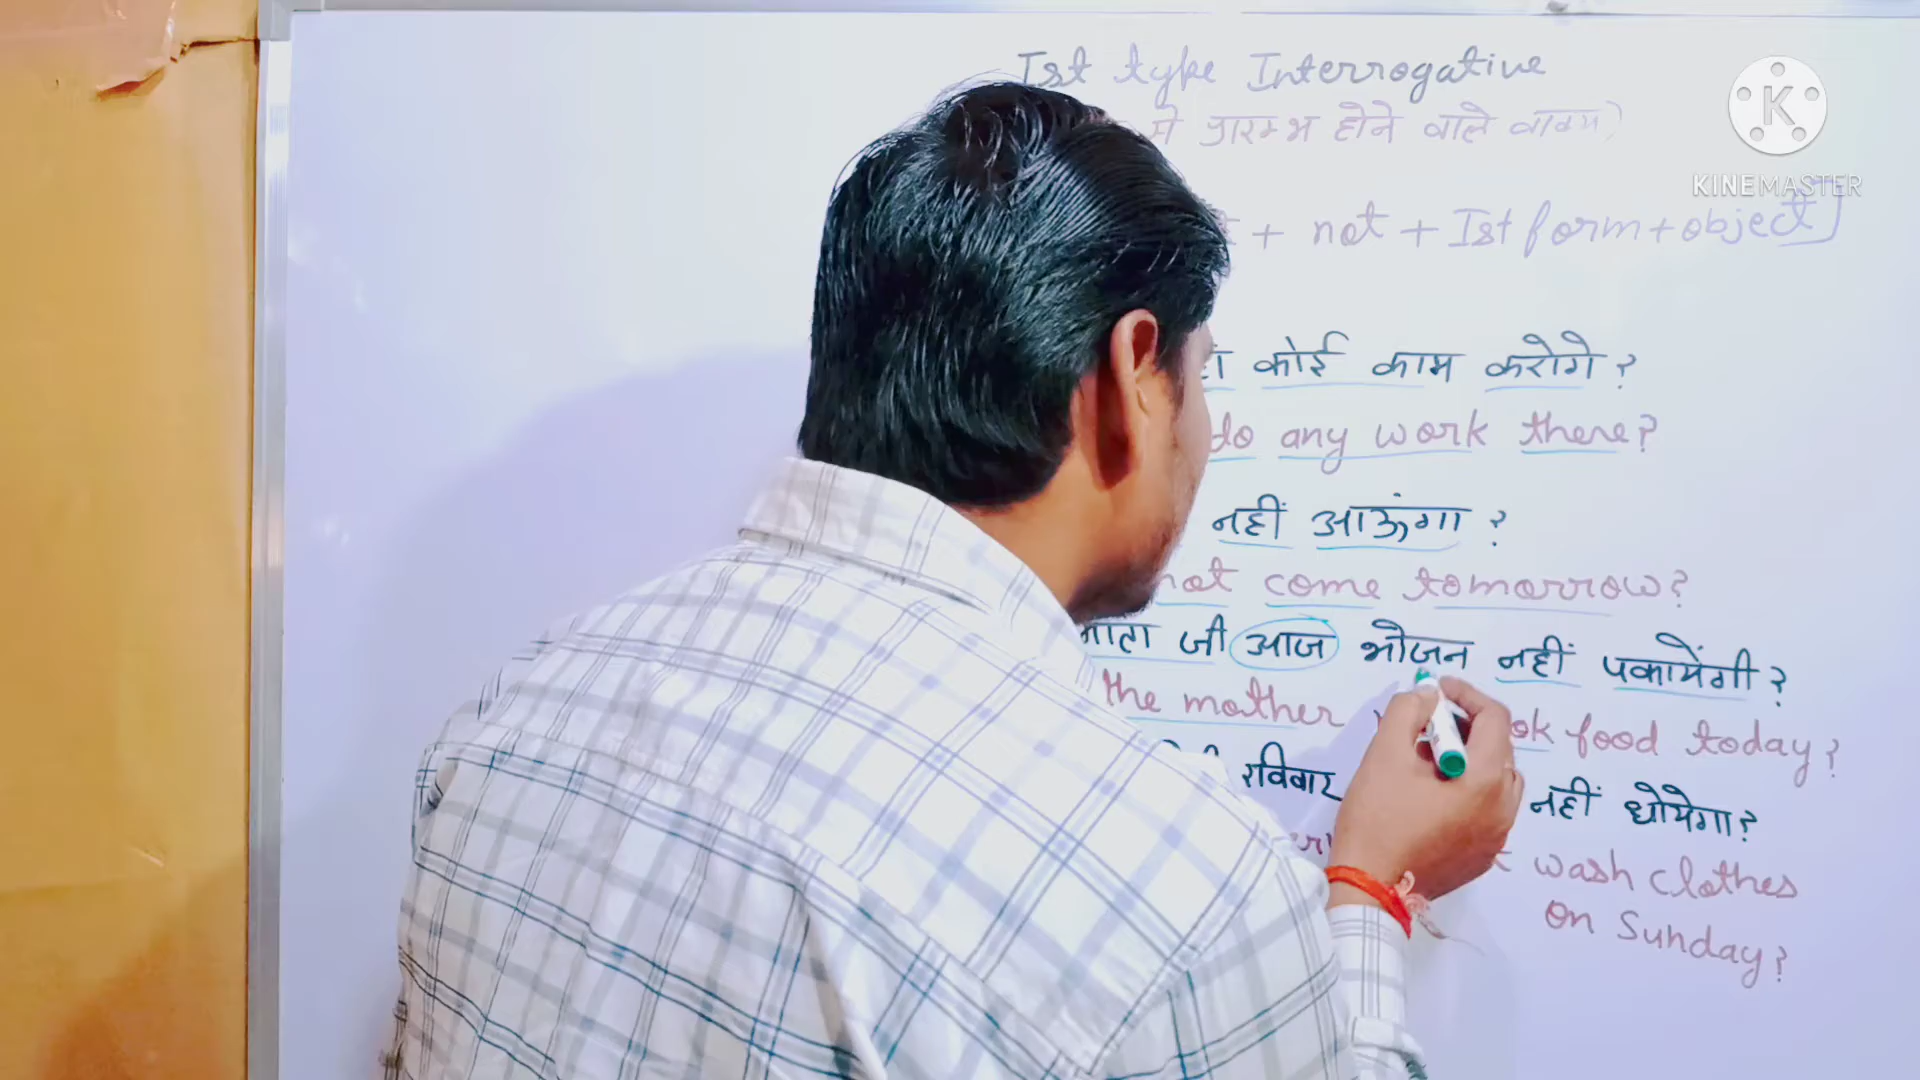 Ist type Interrogative
से प्रारम्भ होने वाले वाक्य)
KINEMASTER
+ not + Ist form + object]
कोई काम करोगे ?
do any work there?
नहीं आऊंगा ?
not come tomorrow?
माता जी आज भोजन नहीं पकायेंगी ?
the mother food today?
रविवार नहीं धोयेगा?
wash clothes
on Sunday?